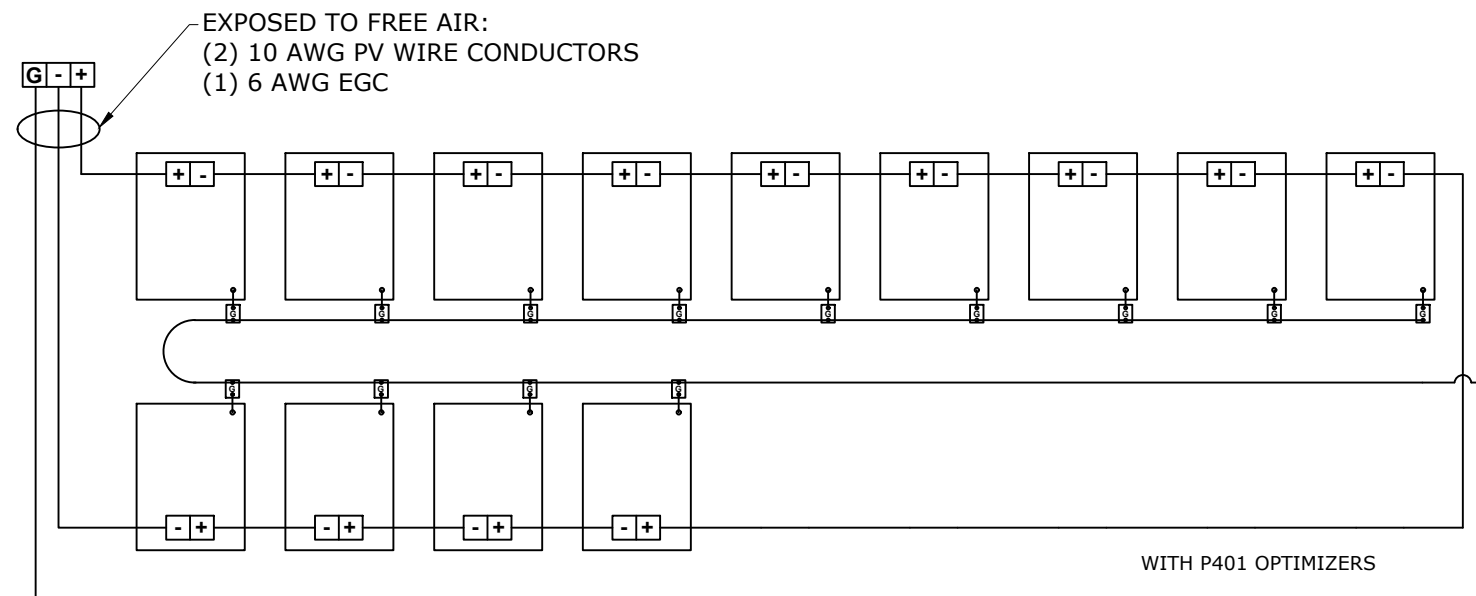 EXPOSED TO FREE AIR:
(2) 10 AWG PV WIRE CONDUCTORS
(1) 6 AWG EGC
G - +
+ - + - + - + - + - + - + - + - + -
G G G G G G G G G
G G G G
- + - + - + - +
WITH P401 OPTIMIZERS